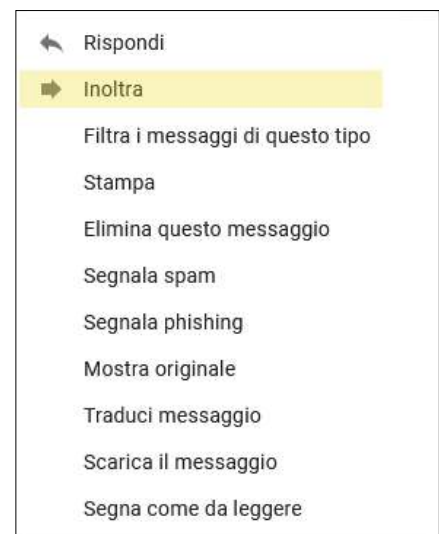 Rispondi
Inoltra
Filtra i messaggi di questo tipo
Stampa
Elimina questo messaggio
Segnala spam
Segnala phishing
Mostra originale
Traduci messaggio
Scarica il messaggio
Segna come da leggere